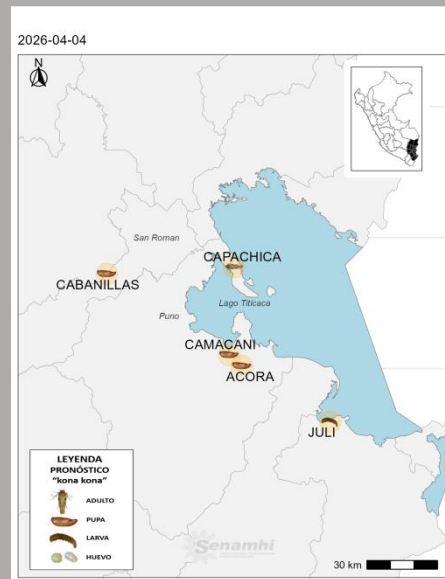 2026-04-04
N
San Roman
CAPACHICA
CABANILLAS
Lago Titicaca
Puno
CAMACANI
ACORA
JULI
LEYENDA
PRONÓSTICO
"kona kona"
ADULTO
PUPA
LARVA
HUEVO
Senamhi
30 km